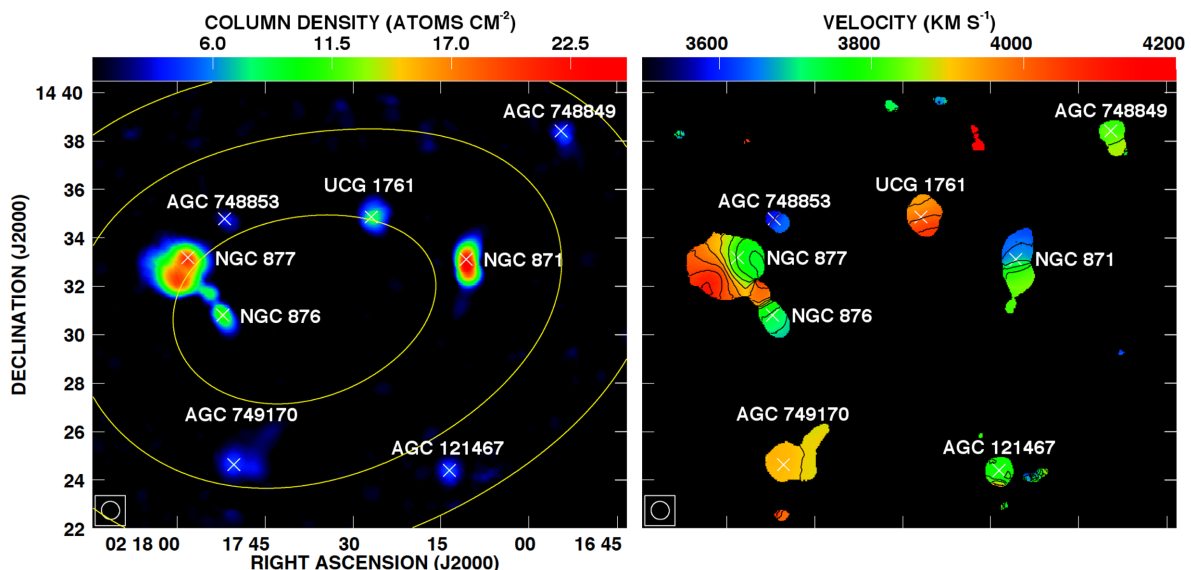 COLUMN DENSITY (ATOMS CM-2)
6.0 11.5 17.0 22.5
14 40
38
36
34
32
30
28
26
24
22
DECLINATION (J2000)
AGC 748849
UCG 1761
AGC 748853
NGC 877
NGC 871
NGC 876
AGC 749170
AGC 121467
02 18 00 17 45 30 15 00 16 45
RIGHT ASCENSION (J2000)
VELOCITY (KM S-1)
3600 3800 4000 4200
AGC 748849
UCG 1761
AGC 748853
NGC 877
NGC 871
NGC 876
AGC 749170
AGC 121467